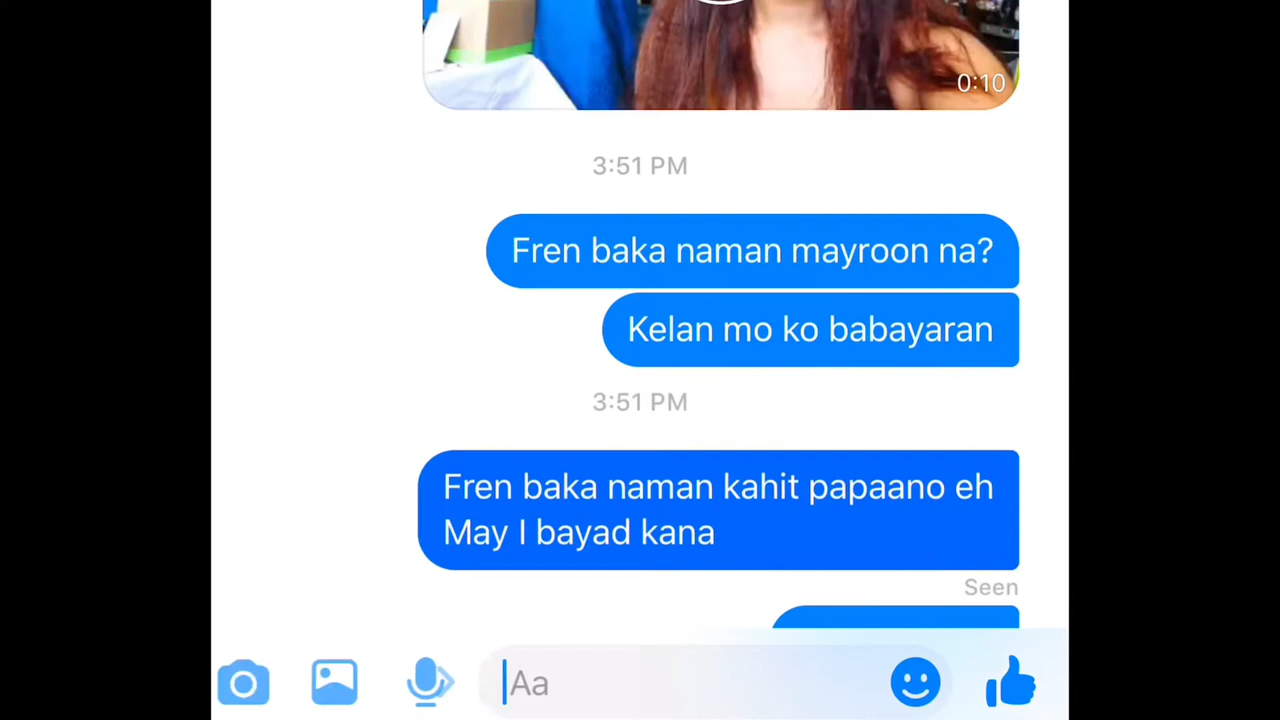 0:10
3:51 PM
Fren baka naman mayroon na?
Kelan mo ko babayaran
3:51 PM
Fren baka naman kahit papaano eh
May I bayad kana
Seen
Aa